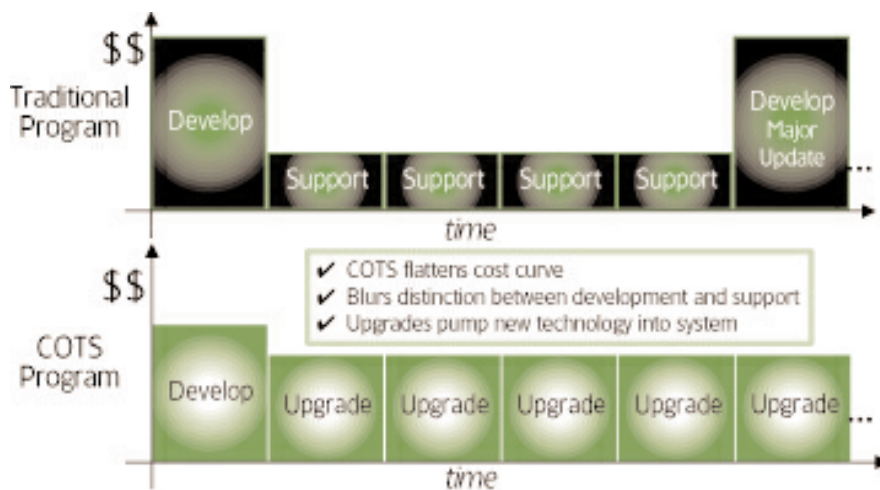 $$
Traditional
Program
Develop
Support
Support
Support
Support
Develop
Major
Update
...
time
$$
✔ COTS flattens cost curve
✔ Blurs distinction between development and support
✔ Upgrades pump new technology into system
COTS
Program
Develop
Upgrade
Upgrade
Upgrade
Upgrade
Upgrade
...
time